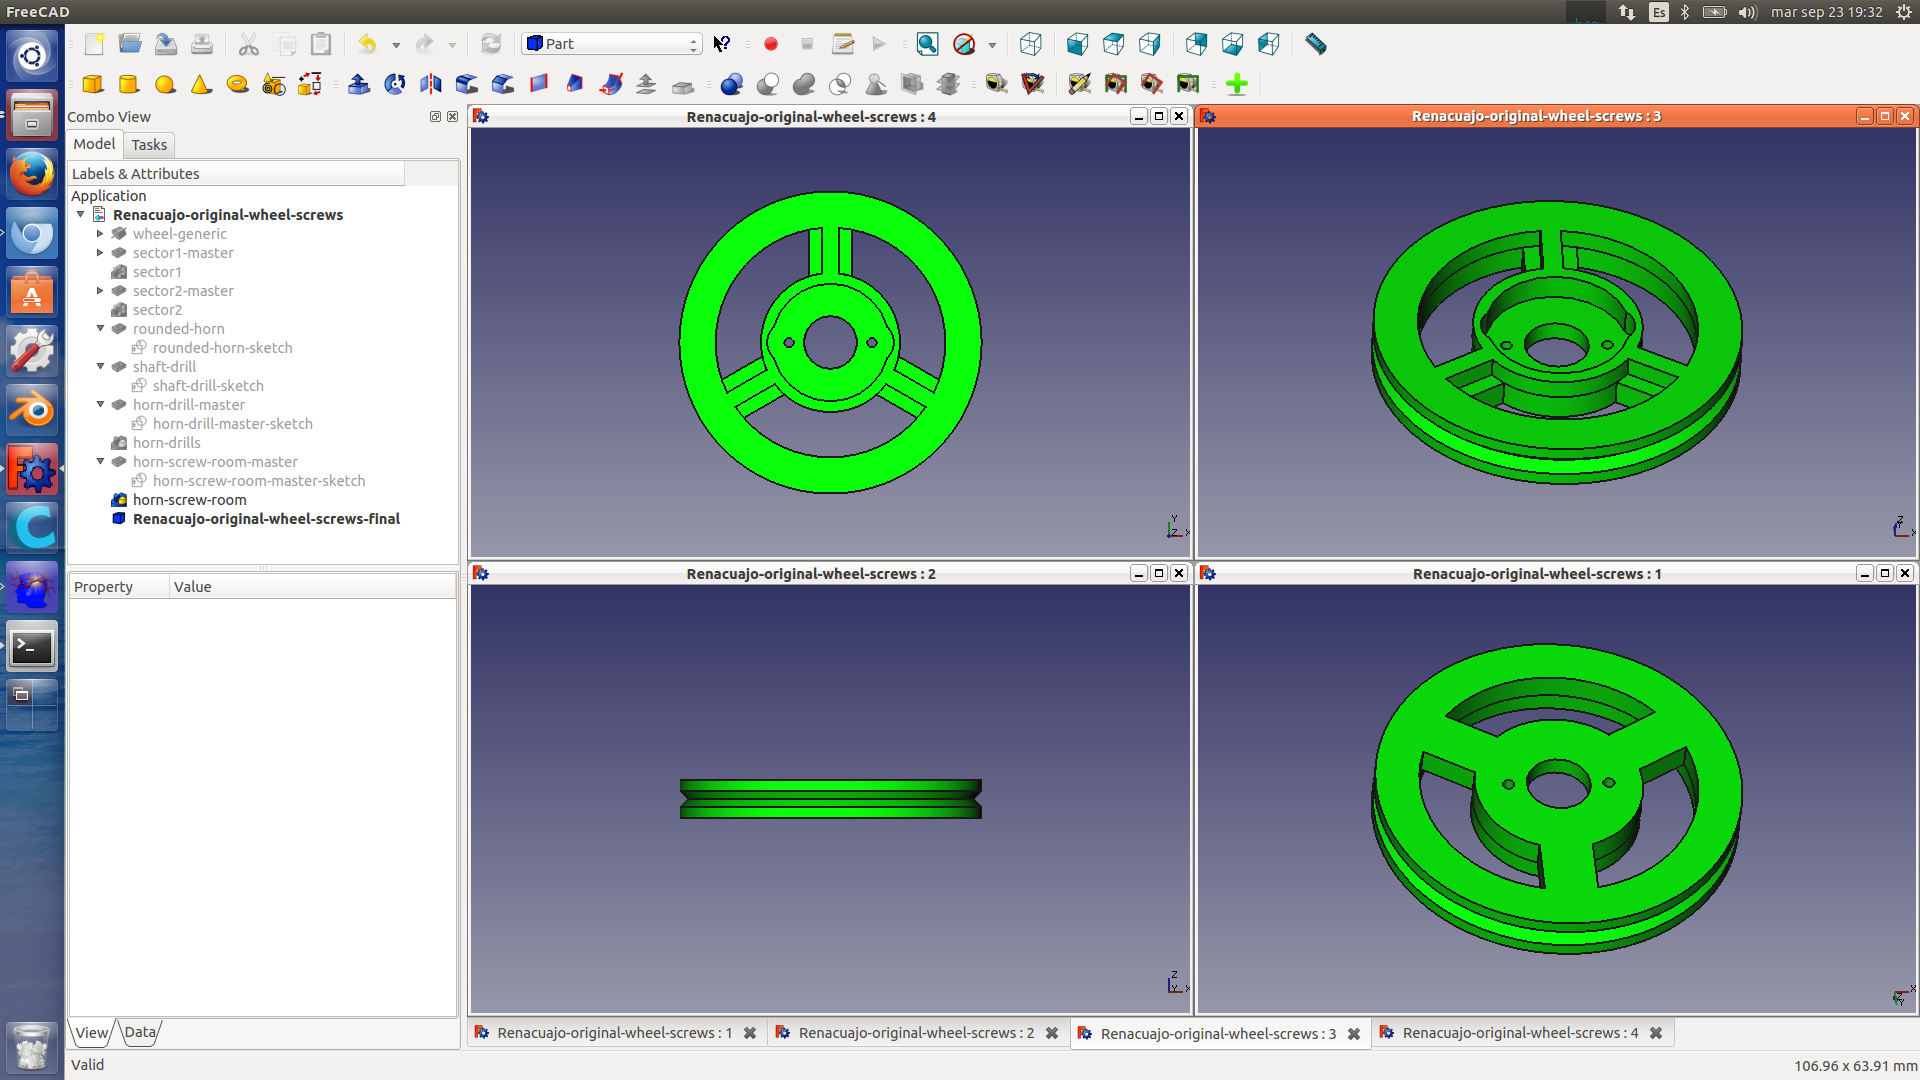 FreeCAD
Es
mar sep 23 19:32
Part
Combo View
Model
Tasks
Labels & Attributes
Application
Renacuajo-original-wheel-screws
wheel-generic
sector1-master
sector1
sector2-master
sector2
rounded-horn
rounded-horn-sketch
shaft-drill
shaft-drill-sketch
horn-drill-master
horn-drill-master-sketch
horn-drills
horn-screw-room-master
horn-screw-room-master-sketch
horn-screw-room
Renacuajo-original-wheel-screws-final
Property
Value
View
Data
Valid
Renacuajo-original-wheel-screws : 4
Y
Z
X
Renacuajo-original-wheel-screws : 3
Z
X
Renacuajo-original-wheel-screws : 2
Z
Y
X
Renacuajo-original-wheel-screws : 1
X
Z
Y
Renacuajo-original-wheel-screws : 1
Renacuajo-original-wheel-screws : 2
Renacuajo-original-wheel-screws : 3
Renacuajo-original-wheel-screws : 4
106.96 x 63.91 mm